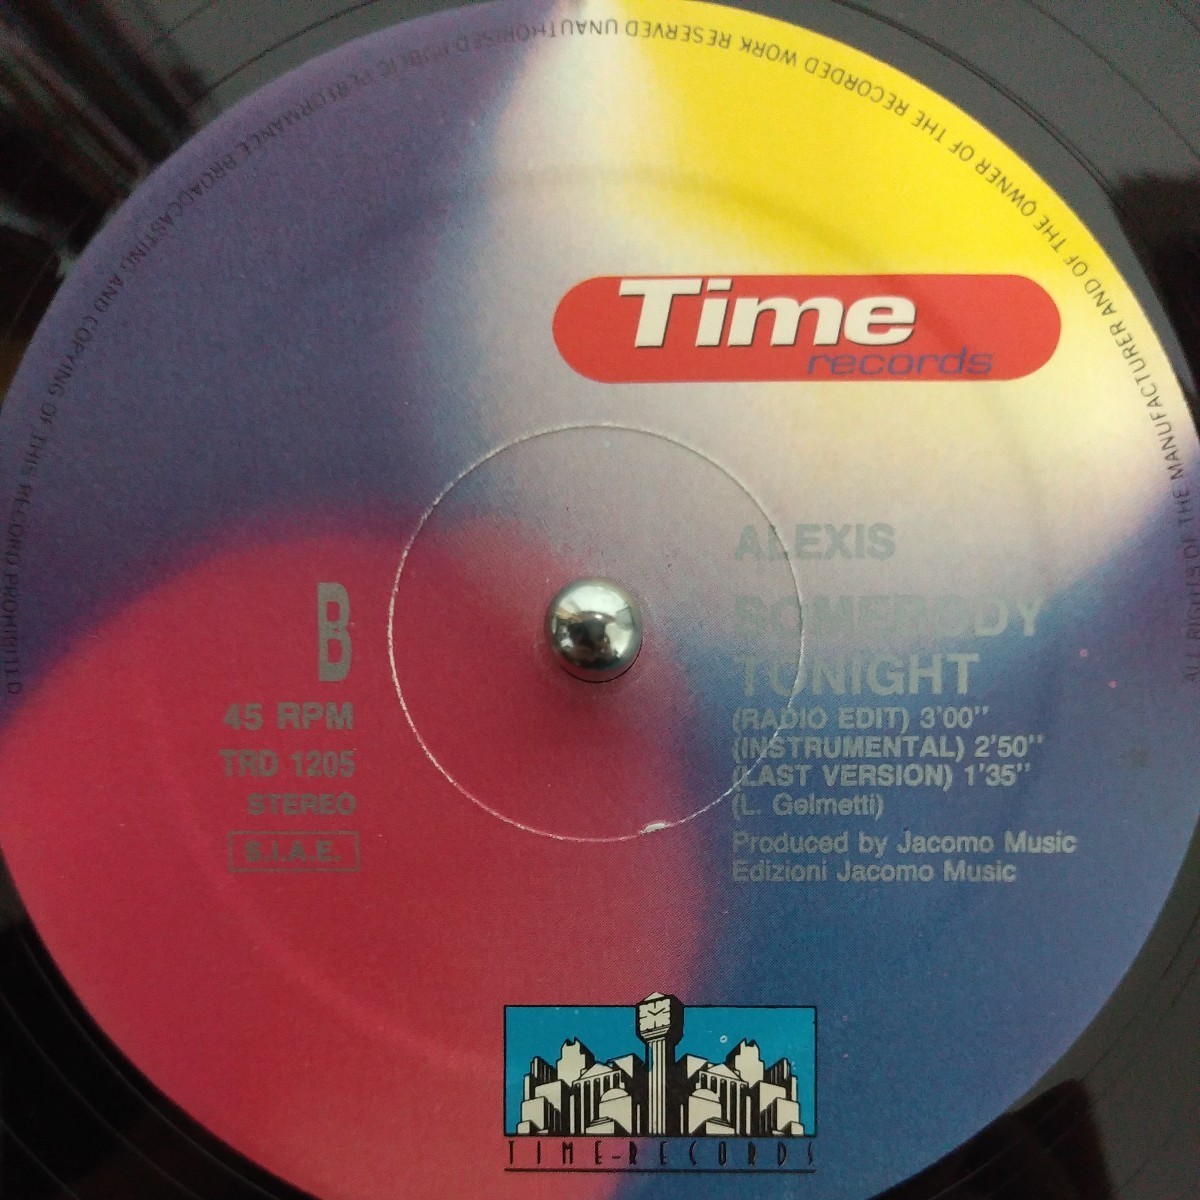 Time
records
ALEXIS
SOMEBODY
TONIGHT
(RADIO EDIT) 3'00"
(INSTRUMENTAL) 2'50"
(LAST VERSION) 1'35"
(L. Gelmetti)
Produced by Jacomo Music
Edizioni Jacomo Music
B
45 RPM
TRD 1205
STEREO
S.I.A.E.
TIME-RECORDS
ALL RIGHTS OF THE MANUFACTURER AND OF THE OWNER OF THE RECORDED WORK RESERVED UNAUTHORISED PUBLIC PERFORMANCE BROADCASTING AND COPYING OF THIS RECORD PROHIBITED